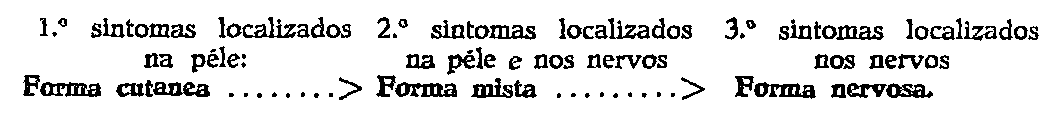 1.º sintomas localizados 2.º sintomas localizados 3.º sintomas localizados
na péle: na péle e nos nervos nos nervos
Forma cutanea ........> Forma mista .........> Forma nervosa.